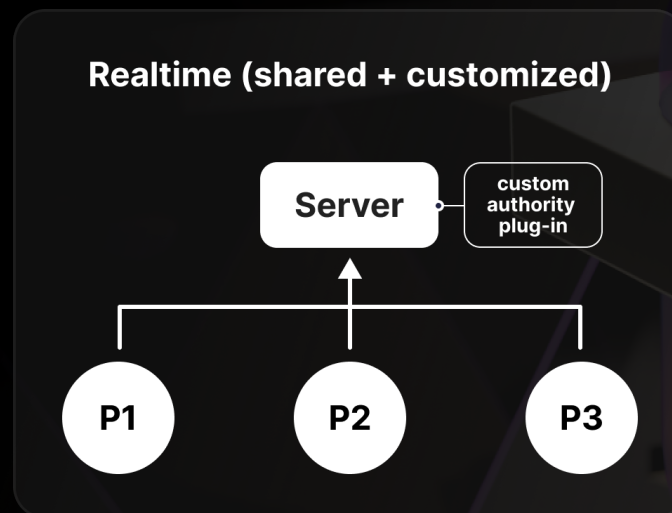 Realtime (shared + customized)
Server
custom
authority
plug-in
P1
P2
P3